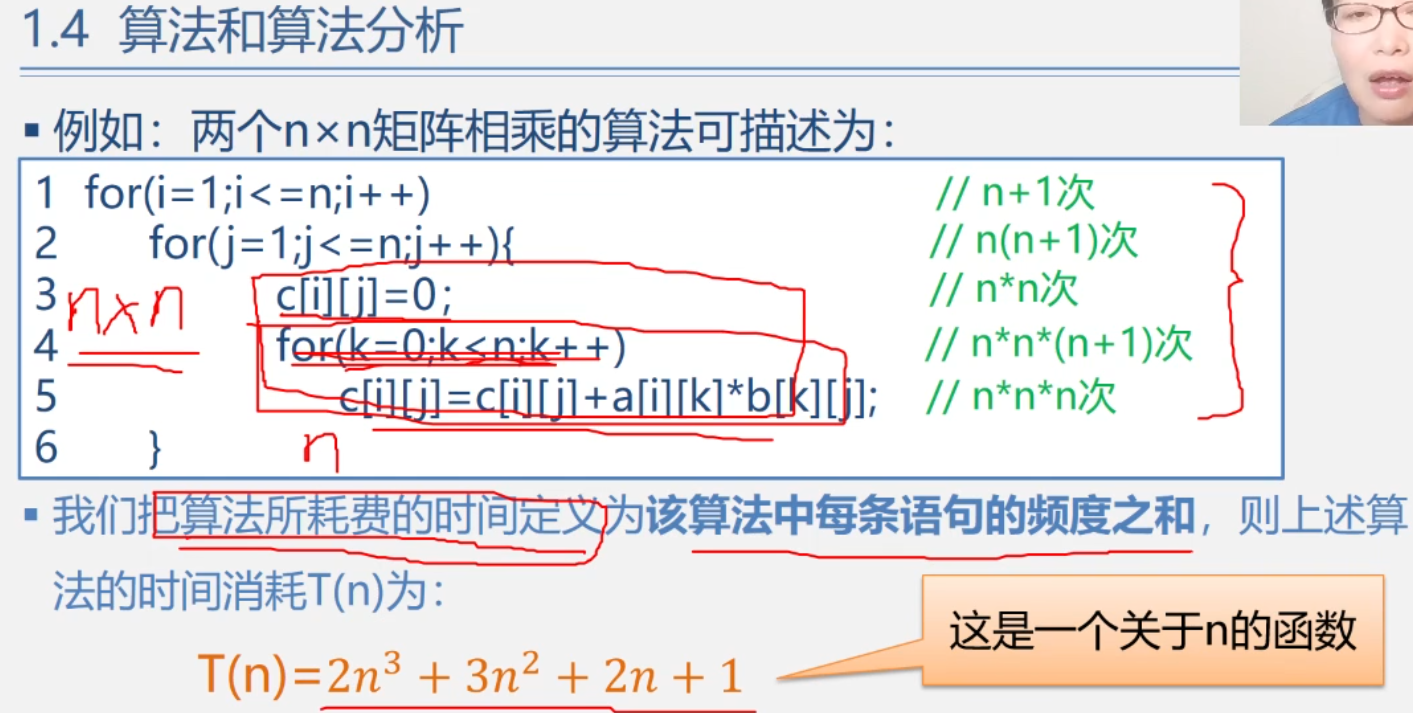 1.4 算法和算法分析
▪ 例如：两个n×n矩阵相乘的算法可描述为：
1 for(i=1;i<=n;i++) // n+1次
2 for(j=1;j<=n;j++){ // n(n+1)次
3 c[i][j]=0; // n*n次
n×n
4 for(k=0;k<n;k++) // n*n*(n+1)次
5 c[i][j]=c[i][j]+a[i][k]*b[k][j]; // n*n*n次
6 }
n
▪ 我们把算法所耗费的时间定义为该算法中每条语句的频度之和，则上述算
法的时间消耗T(n)为：
这是一个关于n的函数
T(n)=2n³ + 3n² + 2n + 1